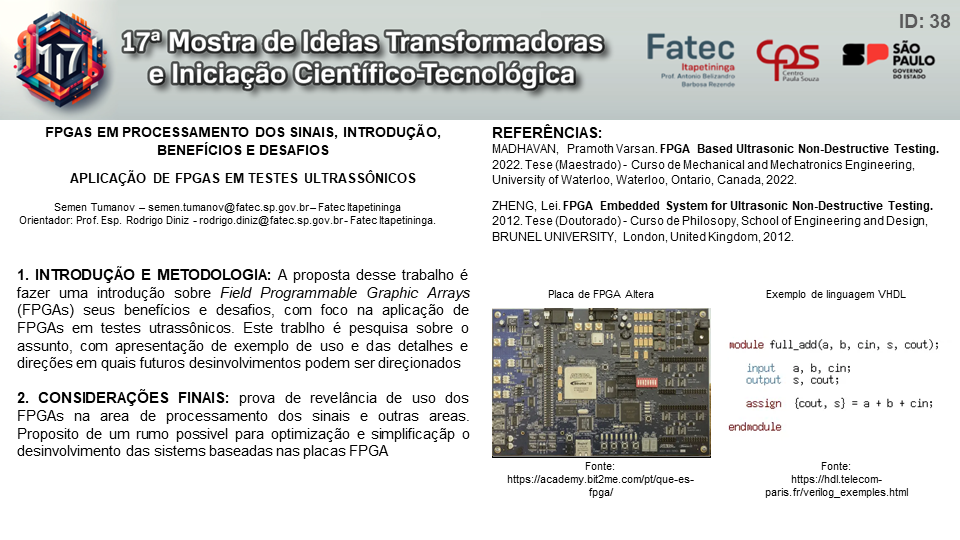 ID: 38
17ª Mostra de Ideias Transformadoras
e Iniciação Científico-Tecnológica
M17
Fatec
Itapetininga
Prof. Antonio Belizandro
Barbosa Rezende
CPS
Centro
Paula Souza
SP
SÃO PAULO
GOVERNO
DO ESTADO
FPGAS EM PROCESSAMENTO DOS SINAIS, INTRODUÇÃO,
BENEFÍCIOS E DESAFIOS
APLICAÇÃO DE FPGAS EM TESTES ULTRASSÔNICOS
Semen Tumanov – semen.tumanov@fatec.sp.gov.br – Fatec Itapetininga
Orientador: Prof. Esp. Rodrigo Diniz - rodrigo.diniz@fatec.sp.gov.br - Fatec Itapetininga.
1. INTRODUÇÃO E METODOLOGIA: A proposta desse trabalho é
fazer uma introdução sobre Field Programmable Graphic Arrays
(FPGAs) seus benefícios e desafios, com foco na aplicação de
FPGAs em testes utrassônicos. Este trablho é pesquisa sobre o
assunto, com apresentação de exemplo de uso e das detalhes e
direções em quais futuros desinvolvimentos podem ser direçionados
2. CONSIDERAÇÕES FINAIS: prova de revelância de uso dos
FPGAs na area de processamento dos sinais e outras areas.
Proposito de um rumo possivel para optimização e simplificaçãp o
desinvolvimento das sistems baseadas nas placas FPGA
REFERÊNCIAS:
MADHAVAN, Pramoth Varsan. FPGA Based Ultrasonic Non-Destructive Testing.
2022. Tese (Maestrado) - Curso de Mechanical and Mechatronics Engineering,
University of Waterloo, Waterloo, Ontario, Canada, 2022.
ZHENG, Lei. FPGA Embedded System for Ultrasonic Non-Destructive Testing.
2012. Tese (Doutorado) - Curso de Philosopy, School of Engineering and Design,
BRUNEL UNIVERSITY, London, United Kingdom, 2012.
Placa de FPGA Altera
Fonte:
https://academy.bit2me.com/pt/que-es-
fpga/
Exemplo de linguagem VHDL
module full_add(a, b, cin, s, cout);
input a, b, cin;
output s, cout;
assign {cout, s} = a + b + cin;
endmodule
Fonte:
https://hdl.telecom-
paris.fr/verilog_exemples.html